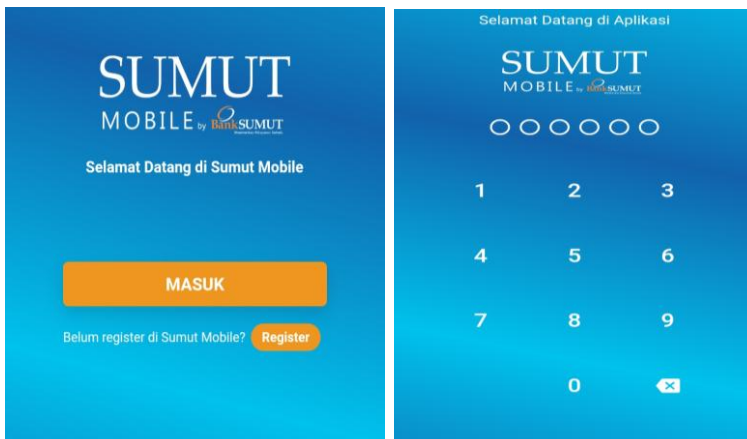 SUMUT
MOBILE by BankSUMUT
Selamat Datang di Sumut Mobile
MASUK
Belum register di Sumut Mobile? Register
Selamat Datang di Aplikasi
SUMUT
MOBILE by BankSUMUT
1 2 3
4 5 6
7 8 9
0